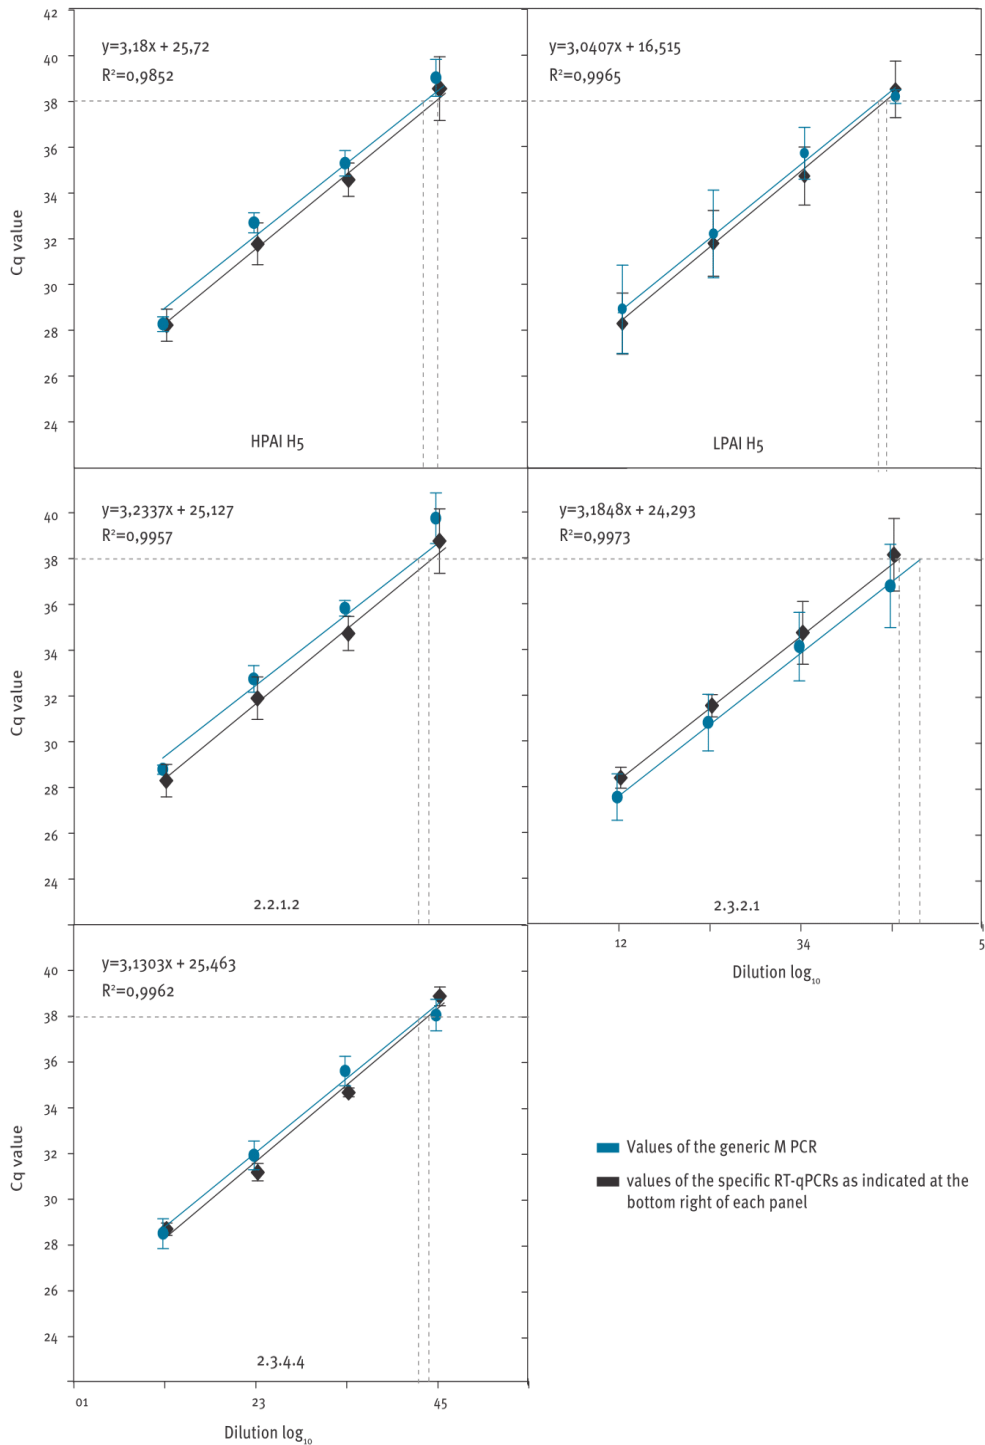 42
40
38
36
34
32
30
28
26
24
Cq value
y=3,18x + 25,72
R²=0,9852
HPAI H5
y=3,0407x + 16,515
R²=0,9965
LPAI H5
40
38
36
34
32
30
28
26
24
Cq value
y=3,2337x + 25,127
R²=0,9957
2.2.1.2
y=3,1848x + 24,293
R²=0,9973
2.3.2.1
12 34 5
Dilution log₁₀
40
38
36
34
32
30
28
26
24
Cq value
y=3,1303x + 25,463
R²=0,9962
2.3.4.4
01 23 45
Dilution log₁₀
Values of the generic M PCR
values of the specific RT-qPCRs as indicated at the
bottom right of each panel